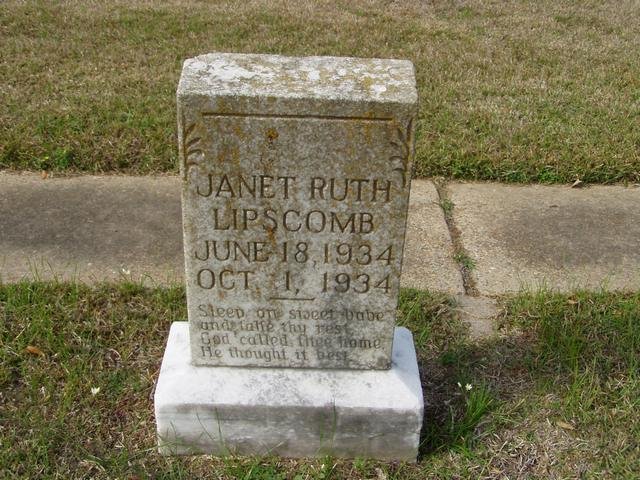 JANET RUTH
LIPSCOMB
JUNE 18, 1934
OCT. 1, 1934
Sleep on sweet babe
and take thy rest
God called thee home
He thought it best